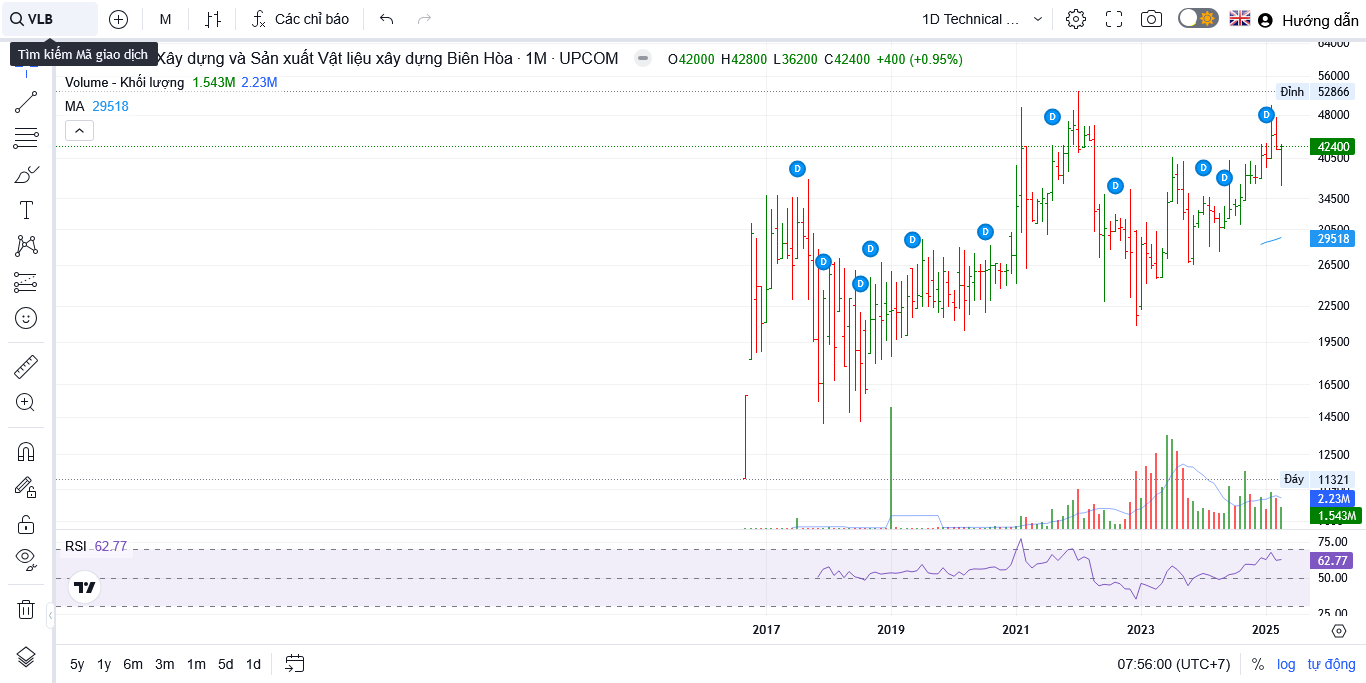 VLB
M
Các chỉ báo
1D Technical ...
Hướng dẫn
Tìm kiếm Mã giao dịch
Xây dựng và Sản xuất Vật liệu xây dựng Biên Hòa · 1M · UPCOM
O42000 H42800 L36200 C42400 +400 (+0.95%)
Volume - Khối lượng 1.543M 2.23M
MA 29518
64000
56000
Đỉnh 52866
48000
42400
40500
34500
30500
29518
26500
22500
19500
16500
14500
12500
Đáy 11321
2.23M
1.543M
D
D
D
D
D
D
D
D
D
D
D
RSI 62.77
75.00
62.77
50.00
25.00
2017 2019 2021 2023 2025
5y 1y 6m 3m 1m 5d 1d
07:56:00 (UTC+7) % log tự động